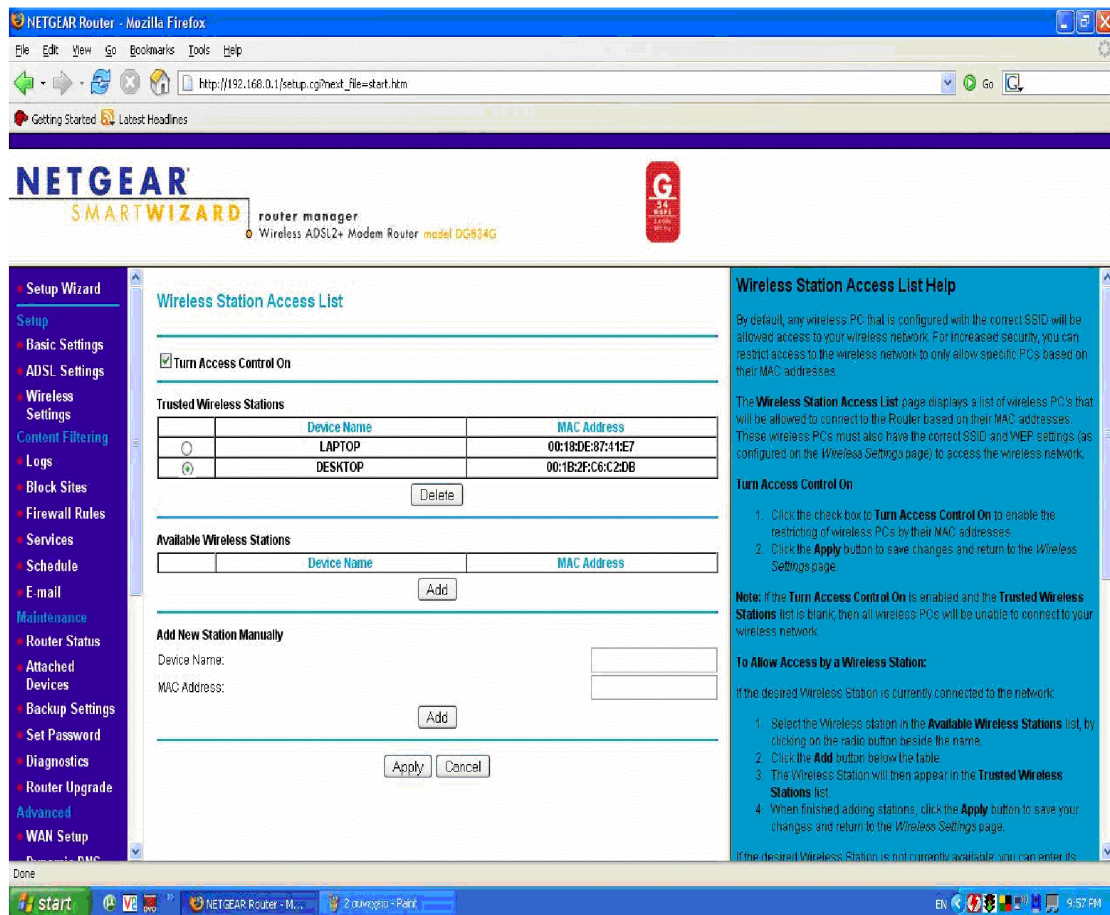 NETGEAR Router - Mozilla Firefox
File Edit View Go Bookmarks Tools Help
http://192.168.0.1/setup.cgi?next_file=start.htm
Go
Getting Started Latest Headlines
NETGEAR
SMARTWIZARD
router manager
Wireless ADSL2+ Modem Router model DG834G
G
54
Setup Wizard
Setup
Basic Settings
ADSL Settings
Wireless
Settings
Content Filtering
Logs
Block Sites
Firewall Rules
Services
Schedule
E-mail
Maintenance
Router Status
Attached
Devices
Backup Settings
Set Password
Diagnostics
Router Upgrade
Advanced
WAN Setup
Dynamic DNS
Wireless Station Access List
Turn Access Control On
Trusted Wireless Stations
Device Name MAC Address
LAPTOP 00:18:DE:87:41:E7
DESKTOP 00:1B:2F:C6:C2:DB
Delete
Available Wireless Stations
Device Name MAC Address
Add
Add New Station Manually
Device Name:
MAC Address:
Add
Apply Cancel
Wireless Station Access List Help
By default, any wireless PC that is configured with the correct SSID will be
allowed access to your wireless network. For increased security, you can
restrict access to the wireless network to only allow specific PCs based on
their MAC addresses.
The Wireless Station Access List page displays a list of wireless PC's that
will be allowed to connect to the Router based on their MAC addresses.
These wireless PCs must also have the correct SSID and WEP settings (as
configured on the Wireless Settings page) to access the wireless network.
Turn Access Control On
1. Click the check box to Turn Access Control On to enable the
restricting of wireless PCs by their MAC addresses.
2. Click the Apply button to save changes and return to the Wireless
Settings page.
Note: If the Turn Access Control On is enabled and the Trusted Wireless
Stations list is blank, then all wireless PCs will be unable to connect to your
wireless network.
To Allow Access by a Wireless Station:
If the desired Wireless Station is currently connected to the network:
1. Select the Wireless station in the Available Wireless Stations list, by
clicking on the radio button beside the name.
2. Click the Add button below the table.
3. The Wireless Station will then appear in the Trusted Wireless
Stations list.
4. When finished adding stations, click the Apply button to save your
changes and return to the Wireless Settings page.
If the desired Wireless Station is not currently available, you can enter its
Done
start
NETGEAR Router - M...
2 συνεχεια - Paint
EN
9:57 PM